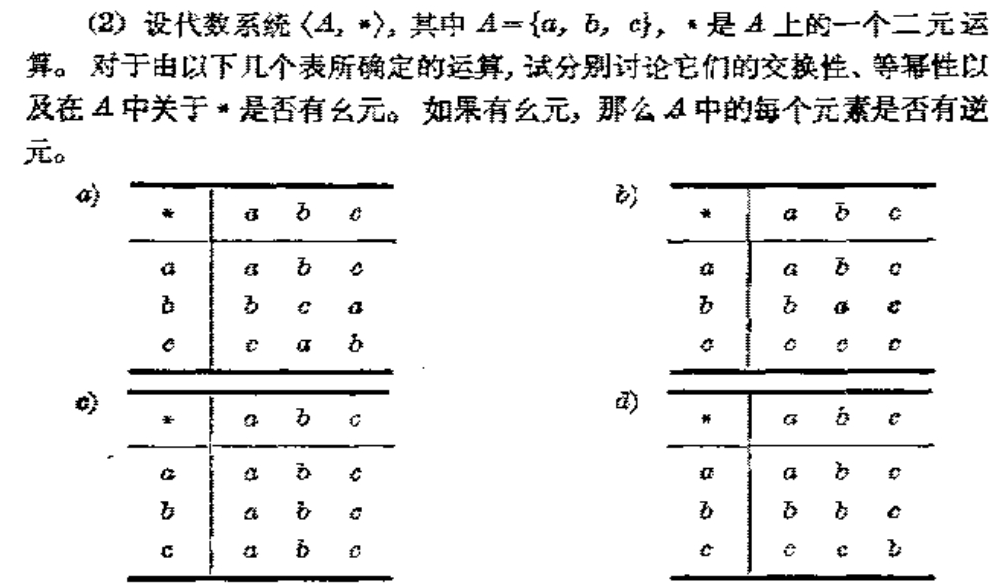 (2) 设代数系统〈A, *〉, 其中 A={a, b, c}, * 是 A 上的一个二元运
算。对于由以下几个表所确定的运算, 试分别讨论它们的交换性、等幂性以
及在 A 中关于 * 是否有幺元。如果有幺元, 那么 A 中的每个元素是否有逆
元。
a)
* a b c
a a b c
b b c a
c c a b
b)
* a b c
a a b c
b b a c
c c c c
c)
* a b c
a a b c
b a b c
c a b c
d)
* a b c
a a b c
b b b c
c c c b